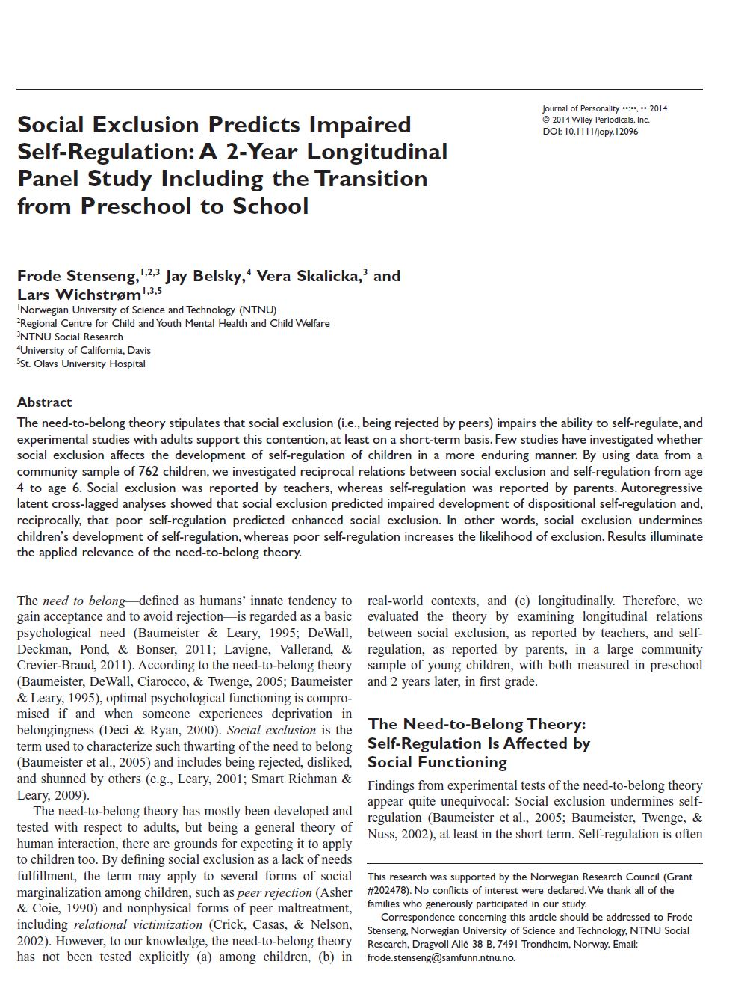 Journal of Personality ••:••, •• 2014
© 2014 Wiley Periodicals, Inc.
DOI: 10.1111/jopy.12096
Social Exclusion Predicts Impaired
Self-Regulation: A 2-Year Longitudinal
Panel Study Including the Transition
from Preschool to School
Frode Stenseng,1,2,3 Jay Belsky,4 Vera Skalicka,3 and
Lars Wichstrøm1,3,5
1Norwegian University of Science and Technology (NTNU)
2Regional Centre for Child and Youth Mental Health and Child Welfare
3NTNU Social Research
4University of California, Davis
5St. Olavs University Hospital
Abstract
The need-to-belong theory stipulates that social exclusion (i.e., being rejected by peers) impairs the ability to self-regulate, and
experimental studies with adults support this contention, at least on a short-term basis. Few studies have investigated whether
social exclusion affects the development of self-regulation of children in a more enduring manner. By using data from a
community sample of 762 children, we investigated reciprocal relations between social exclusion and self-regulation from age
4 to age 6. Social exclusion was reported by teachers, whereas self-regulation was reported by parents. Autoregressive
latent cross-lagged analyses showed that social exclusion predicted impaired development of dispositional self-regulation and,
reciprocally, that poor self-regulation predicted enhanced social exclusion. In other words, social exclusion undermines
children's development of self-regulation, whereas poor self-regulation increases the likelihood of exclusion. Results illuminate
the applied relevance of the need-to-belong theory.
The need to belong—defined as humans' innate tendency to
gain acceptance and to avoid rejection—is regarded as a basic
psychological need (Baumeister & Leary, 1995; DeWall,
Deckman, Pond, & Bonser, 2011; Lavigne, Vallerand, &
Crevier-Braud, 2011). According to the need-to-belong theory
(Baumeister, DeWall, Ciarocco, & Twenge, 2005; Baumeister
& Leary, 1995), optimal psychological functioning is compro-
mised if and when someone experiences deprivation in
belongingness (Deci & Ryan, 2000). Social exclusion is the
term used to characterize such thwarting of the need to belong
(Baumeister et al., 2005) and includes being rejected, disliked,
and shunned by others (e.g., Leary, 2001; Smart Richman &
Leary, 2009).
The need-to-belong theory has mostly been developed and
tested with respect to adults, but being a general theory of
human interaction, there are grounds for expecting it to apply
to children too. By defining social exclusion as a lack of needs
fulfillment, the term may apply to several forms of social
marginalization among children, such as peer rejection (Asher
& Coie, 1990) and nonphysical forms of peer maltreatment,
including relational victimization (Crick, Casas, & Nelson,
2002). However, to our knowledge, the need-to-belong theory
has not been tested explicitly (a) among children, (b) in
real-world contexts, and (c) longitudinally. Therefore, we
evaluated the theory by examining longitudinal relations
between social exclusion, as reported by teachers, and self-
regulation, as reported by parents, in a large community
sample of young children, with both measured in preschool
and 2 years later, in first grade.
The Need-to-Belong Theory:
Self-Regulation Is Affected by
Social Functioning
Findings from experimental tests of the need-to-belong theory
appear quite unequivocal: Social exclusion undermines self-
regulation (Baumeister et al., 2005; Baumeister, Twenge, &
Nuss, 2002), at least in the short term. Self-regulation is often
This research was supported by the Norwegian Research Council (Grant
#202478). No conflicts of interest were declared. We thank all of the
families who generously participated in our study.
Correspondence concerning this article should be addressed to Frode
Stenseng, Norwegian University of Science and Technology, NTNU Social
Research, Dragvoll Allé 38 B, 7491 Trondheim, Norway. Email:
frode.stenseng@samfunn.ntnu.no.